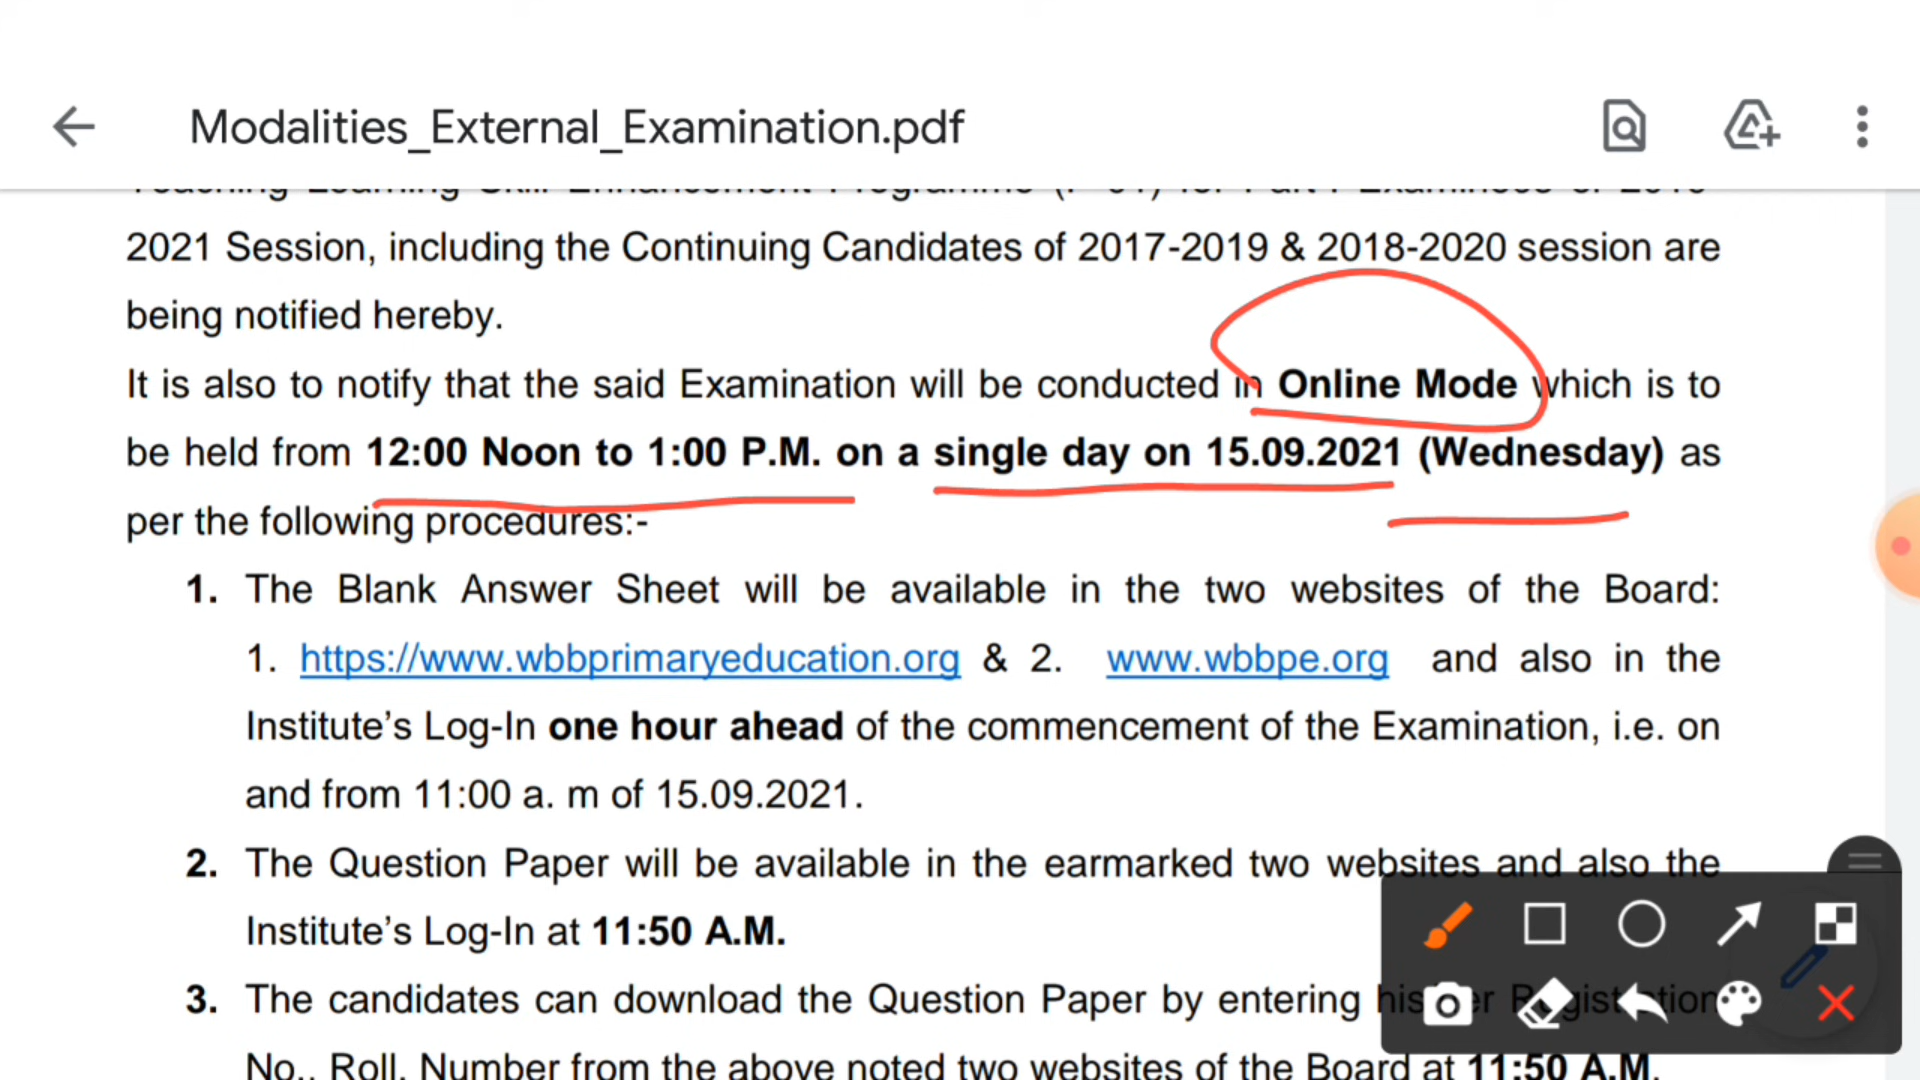 Modalities_External_Examination.pdf
Teaching Learning Skill Enhancement Programme
2021 Session, including the Continuing Candidates of 2017-2019 & 2018-2020 session are
being notified hereby.
It is also to notify that the said Examination will be conducted in Online Mode which is to
be held from 12:00 Noon to 1:00 P.M. on a single day on 15.09.2021 (Wednesday) as
per the following procedures:-
1. The Blank Answer Sheet will be available in the two websites of the Board:
1. https://www.wbbprimaryeducation.org & 2. www.wbbpe.org and also in the
Institute's Log-In one hour ahead of the commencement of the Examination, i.e. on
and from 11:00 a. m of 15.09.2021.
2. The Question Paper will be available in the earmarked two websites and also the
Institute's Log-In at 11:50 A.M.
3. The candidates can download the Question Paper by entering his Registration
No., Roll. Number from the above noted two websites of the Board at 11:50 A.M.